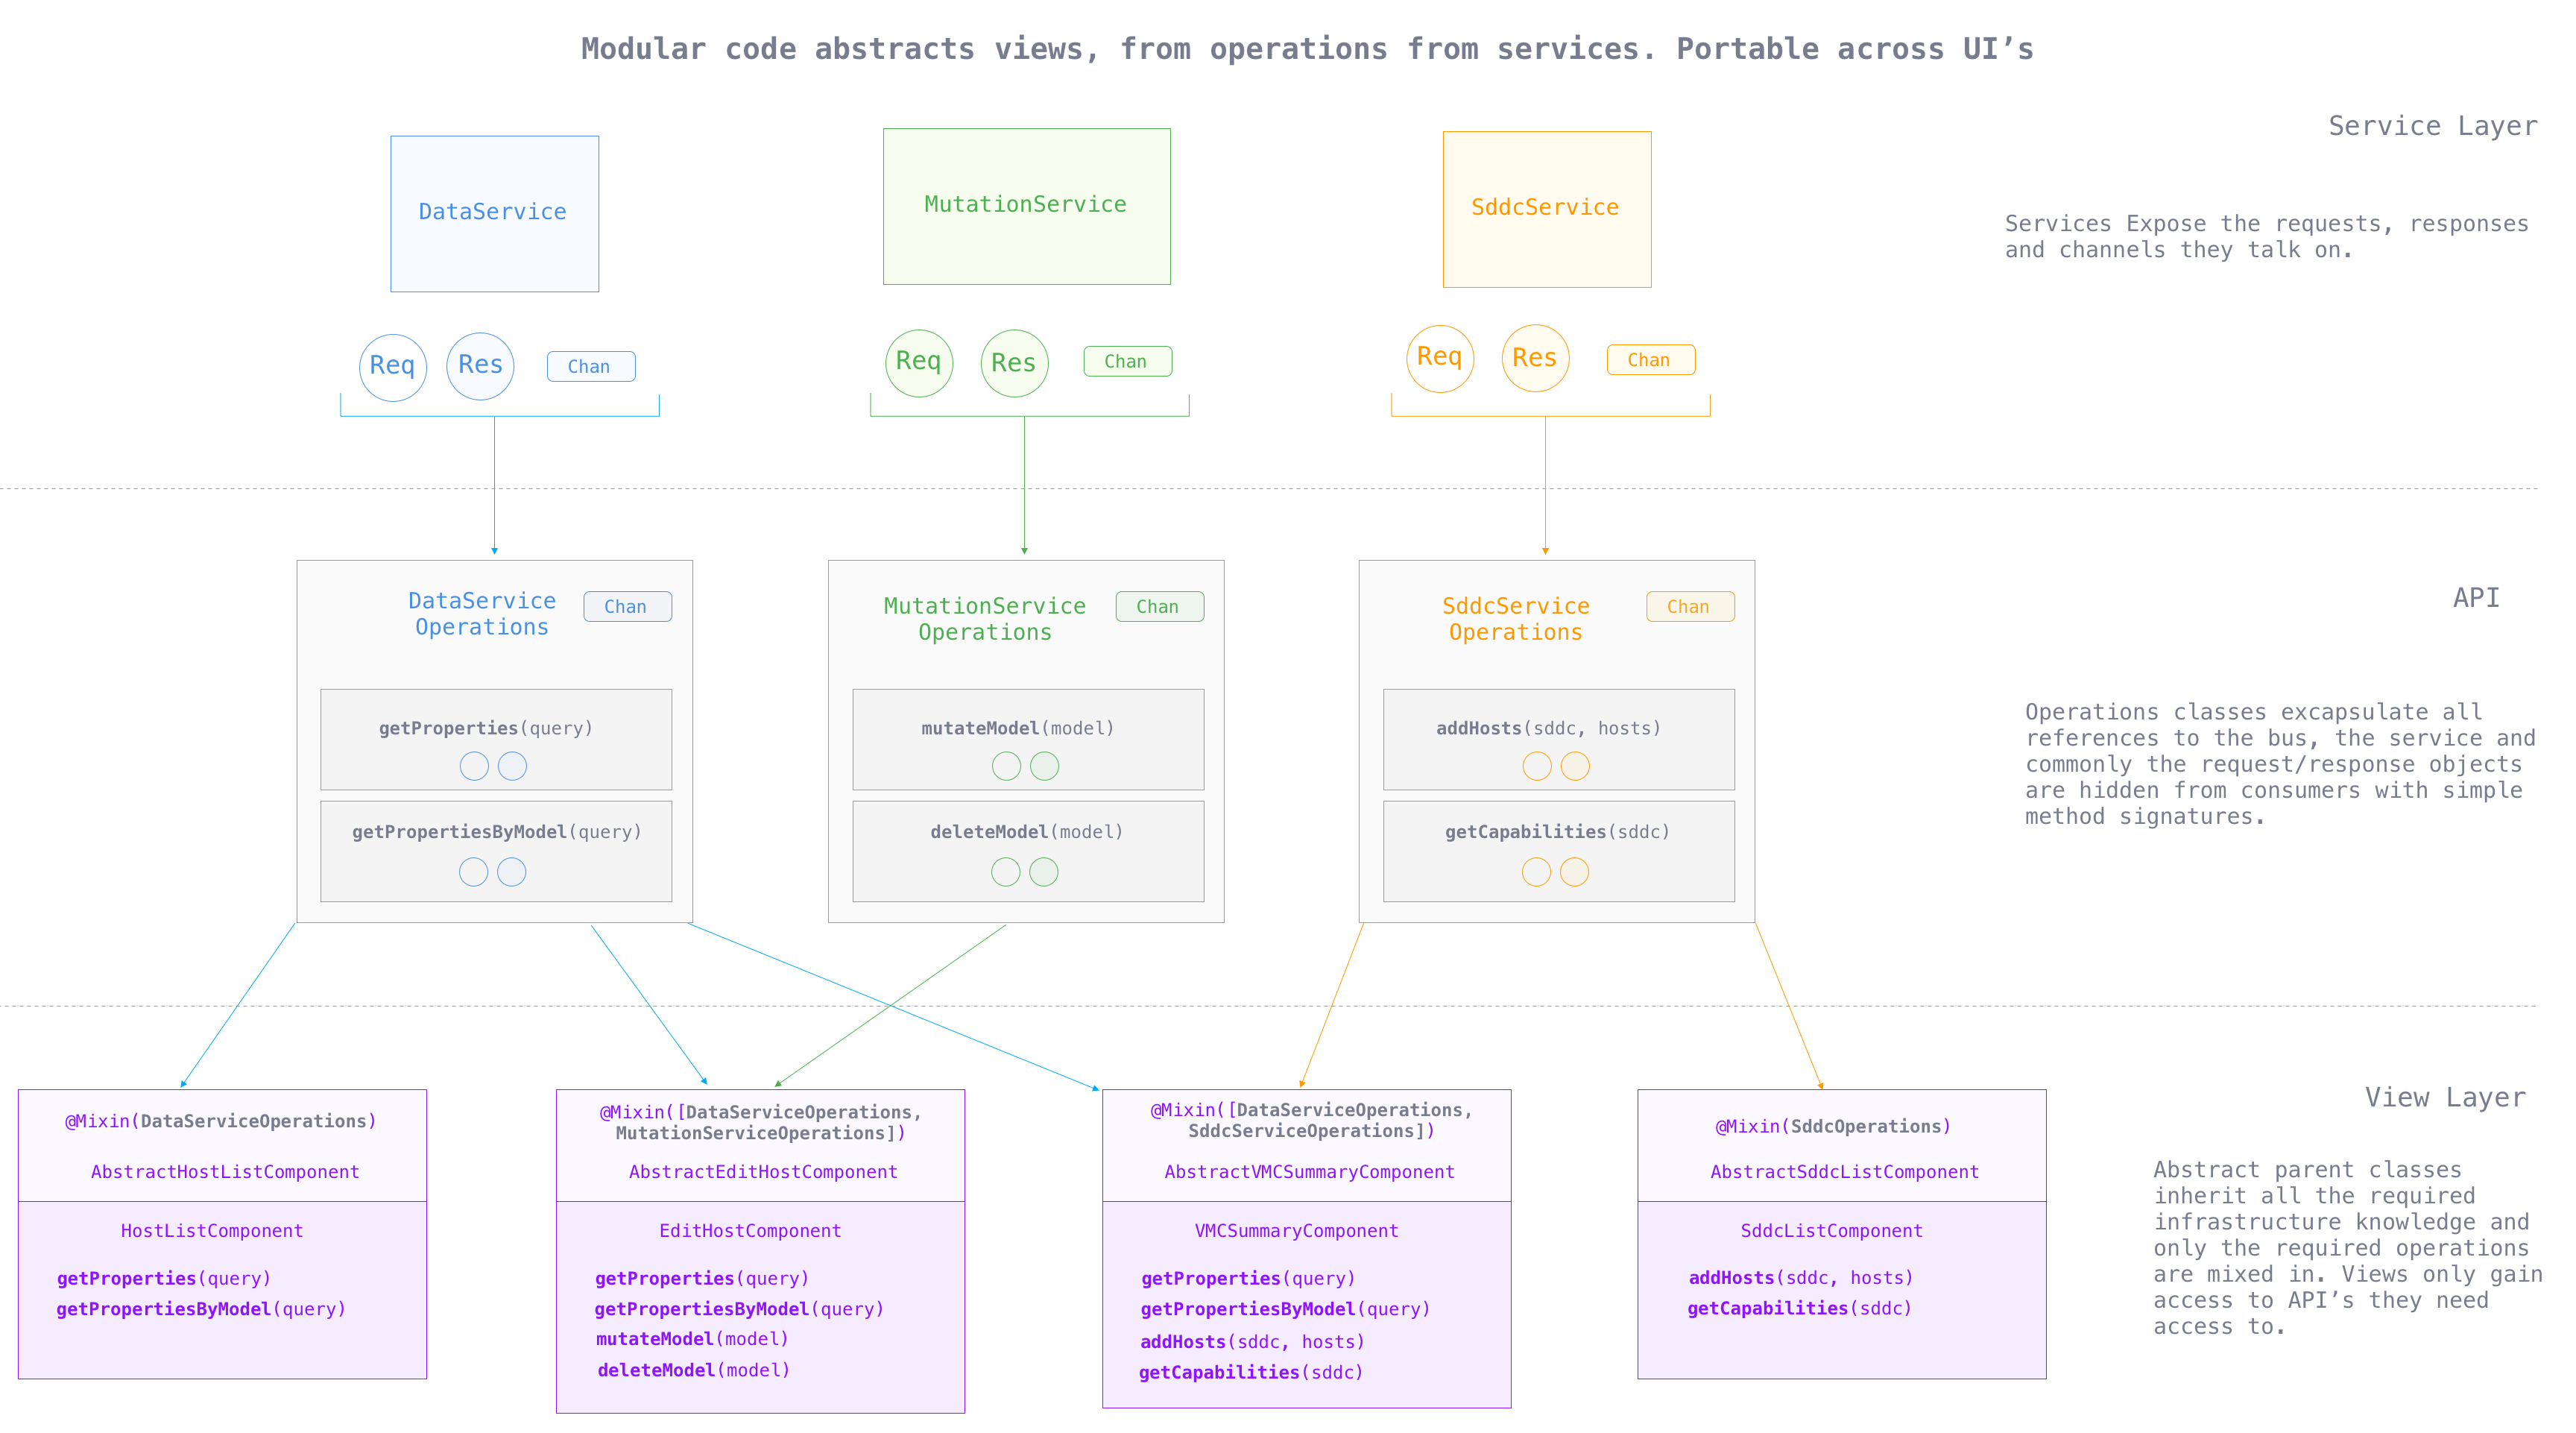 Modular code abstracts views, from operations from services. Portable across UI’s
Service Layer
Services Expose the requests, responses
and channels they talk on.
DataService
MutationService
SddcService
Req
Res
Chan
Req
Res
Chan
Req
Res
Chan
API
Operations classes excapsulate all
references to the bus, the service and
commonly the request/response objects
are hidden from consumers with simple
method signatures.
DataService
Operations
Chan
getProperties(query)
getPropertiesByModel(query)
MutationService
Operations
Chan
mutateModel(model)
deleteModel(model)
SddcService
Operations
Chan
addHosts(sddc, hosts)
getCapabilities(sddc)
View Layer
Abstract parent classes
inherit all the required
infrastructure knowledge and
only the required operations
are mixed in. Views only gain
access to API’s they need
access to.
@Mixin(DataServiceOperations)
AbstractHostListComponent
HostListComponent
getProperties(query)
getPropertiesByModel(query)
@Mixin([DataServiceOperations,
MutationServiceOperations])
AbstractEditHostComponent
EditHostComponent
getProperties(query)
getPropertiesByModel(query)
mutateModel(model)
deleteModel(model)
@Mixin([DataServiceOperations,
SddcServiceOperations])
AbstractVMCSummaryComponent
VMCSummaryComponent
getProperties(query)
getPropertiesByModel(query)
addHosts(sddc, hosts)
getCapabilities(sddc)
@Mixin(SddcOperations)
AbstractSddcListComponent
SddcListComponent
addHosts(sddc, hosts)
getCapabilities(sddc)